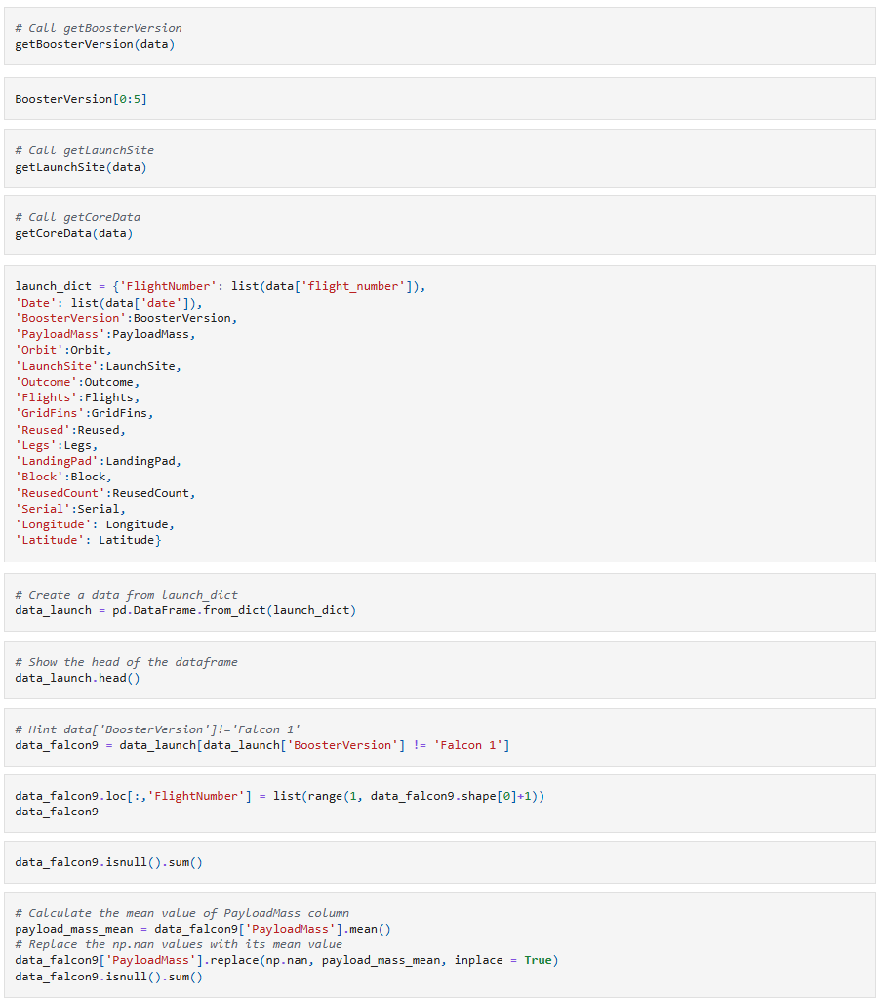 # Call getBoosterVersion
getBoosterVersion(data)
BoosterVersion[0:5]
# Call getLaunchSite
getLaunchSite(data)
# Call getCoreData
getCoreData(data)
launch_dict = {'FlightNumber': list(data['flight_number']),
'Date': list(data['date']),
'BoosterVersion':BoosterVersion,
'PayloadMass':PayloadMass,
'Orbit':Orbit,
'LaunchSite':LaunchSite,
'Outcome':Outcome,
'Flights':Flights,
'GridFins':GridFins,
'Reused':Reused,
'Legs':Legs,
'LandingPad':LandingPad,
'Block':Block,
'ReusedCount':ReusedCount,
'Serial':Serial,
'Longitude': Longitude,
'Latitude': Latitude}
# Create a data from launch_dict
data_launch = pd.DataFrame.from_dict(launch_dict)
# Show the head of the dataframe
data_launch.head()
# Hint data['BoosterVersion']!='Falcon 1'
data_falcon9 = data_launch[data_launch['BoosterVersion'] != 'Falcon 1']
data_falcon9.loc[:,'FlightNumber'] = list(range(1, data_falcon9.shape[0]+1))
data_falcon9
data_falcon9.isnull().sum()
# Calculate the mean value of PayloadMass column
payload_mass_mean = data_falcon9['PayloadMass'].mean()
# Replace the np.nan values with its mean value
data_falcon9['PayloadMass'].replace(np.nan, payload_mass_mean, inplace = True)
data_falcon9.isnull().sum()